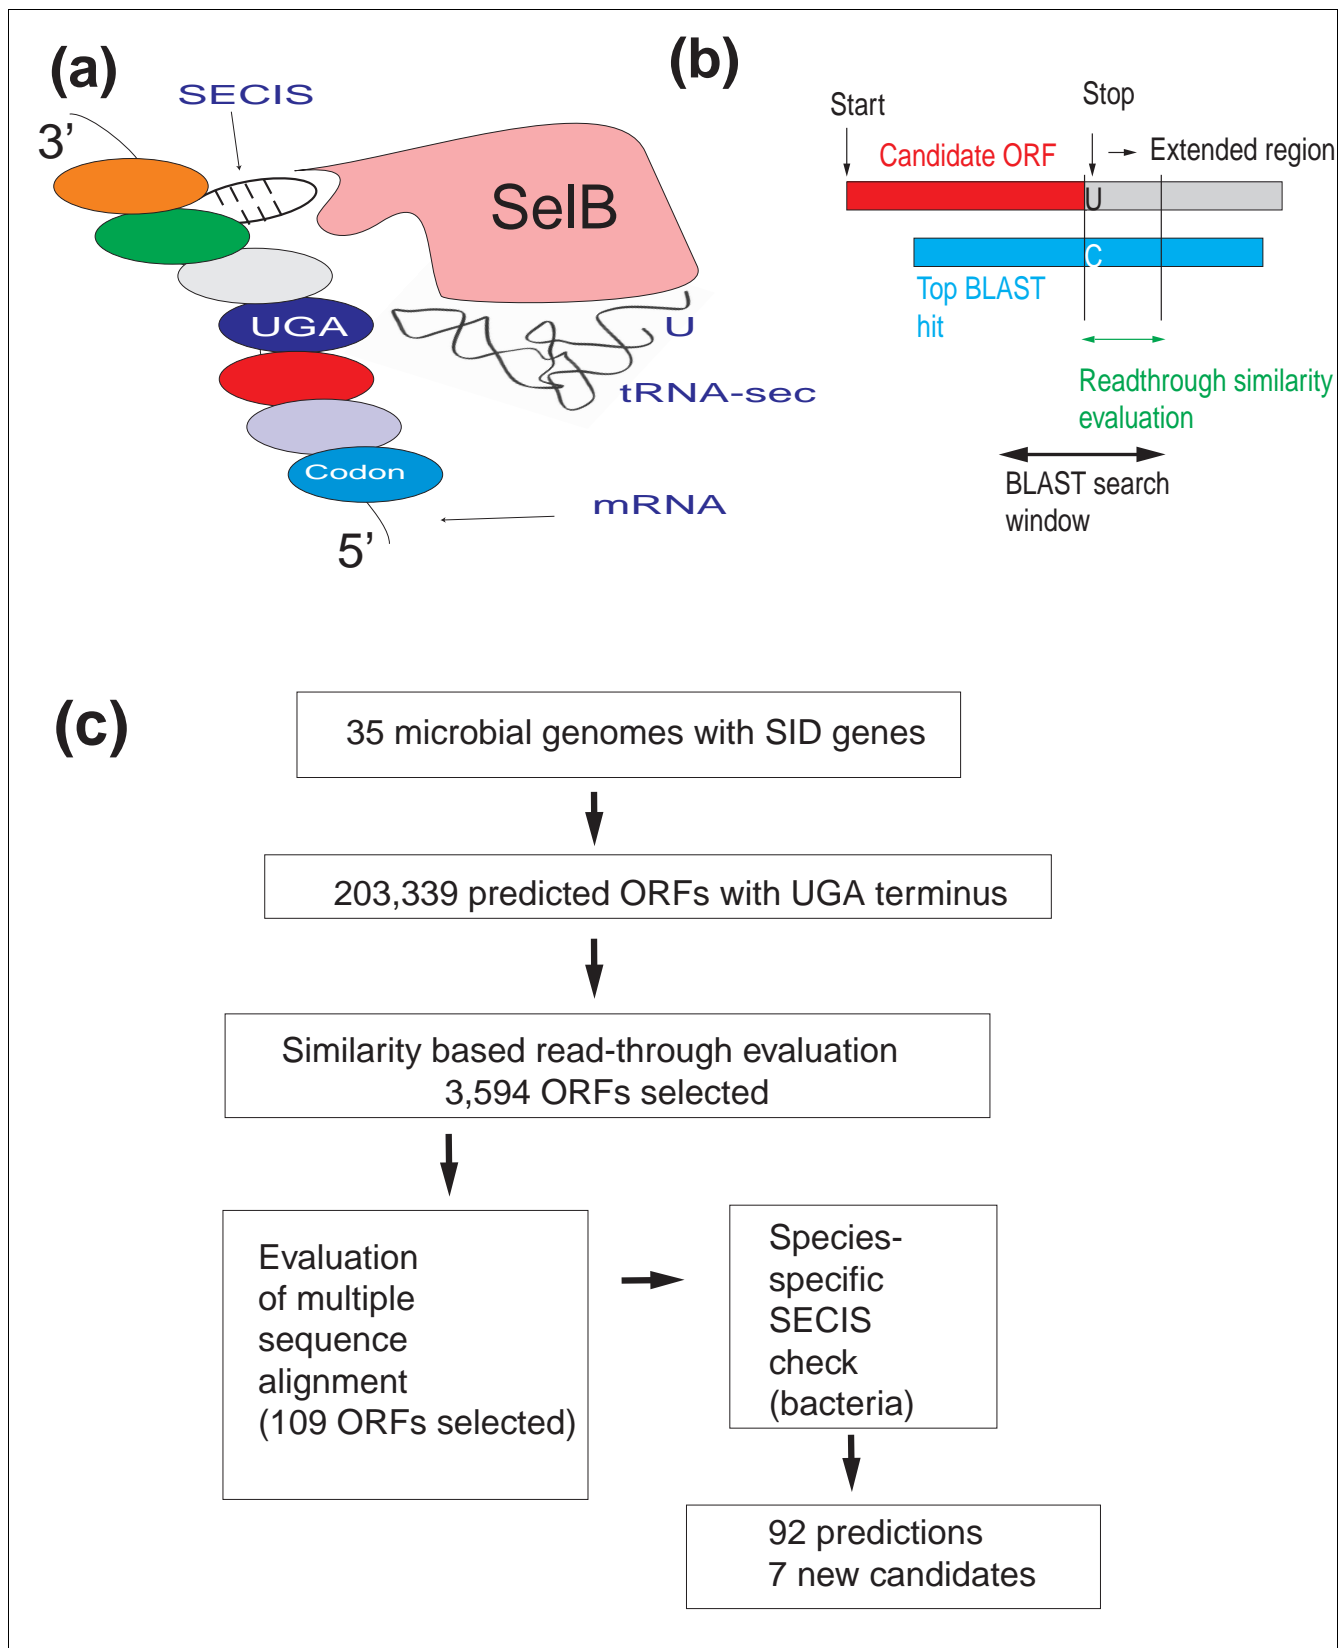 (a)
SECIS
3’
SelB
UGA
U
tRNA-sec
Codon
mRNA
5’
(b)
Start
Stop
Candidate ORF
Extended region
U
C
Top BLAST
hit
Readthrough similarity
evaluation
BLAST search
window
(c)
35 microbial genomes with SID genes
203,339 predicted ORFs with UGA terminus
Similarity based read-through evaluation
3,594 ORFs selected
Evaluation
of multiple
sequence
alignment
(109 ORFs selected)
Species-
specific
SECIS
check
(bacteria)
92 predictions
7 new candidates